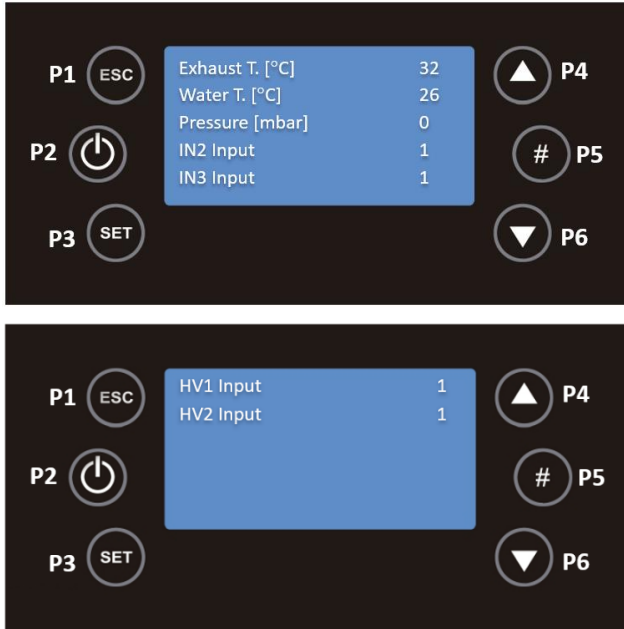 P1 ESC
Exhaust T. [°C] 32
P4
Water T. [°C] 26
Pressure [mbar] 0
P2
# P5
IN2 Input 1
IN3 Input 1
P3 SET
P6
P1 ESC
HV1 Input 1
P4
HV2 Input 1
P2
# P5
P3 SET
P6